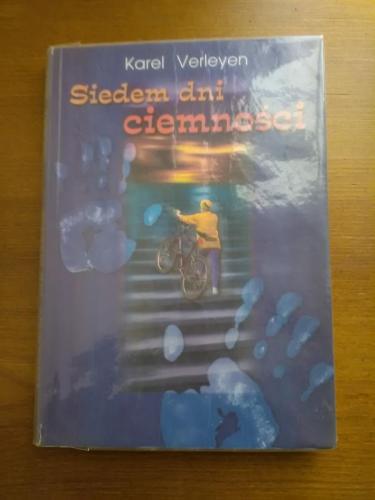 Karel Verleyen
Siedem dni
ciemności